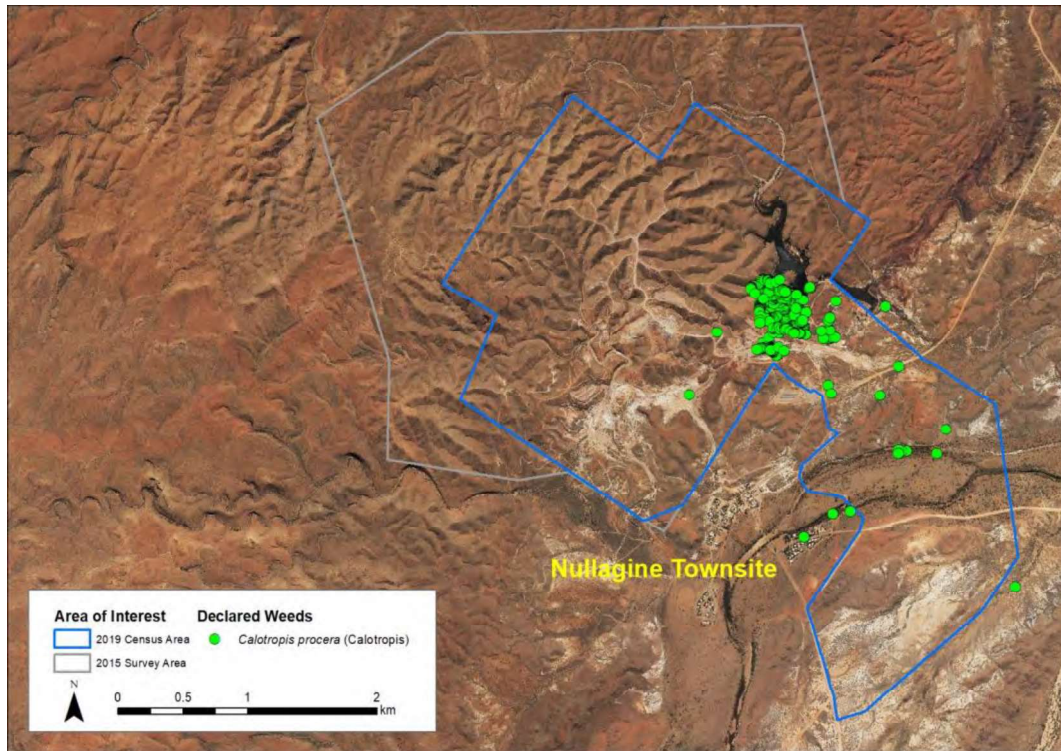 Nullagine Townsite
Area of Interest
2019 Census Area
2015 Survey Area
Declared Weeds
Calotropis procera (Calotropis)
N
0 0.5 1 2
km